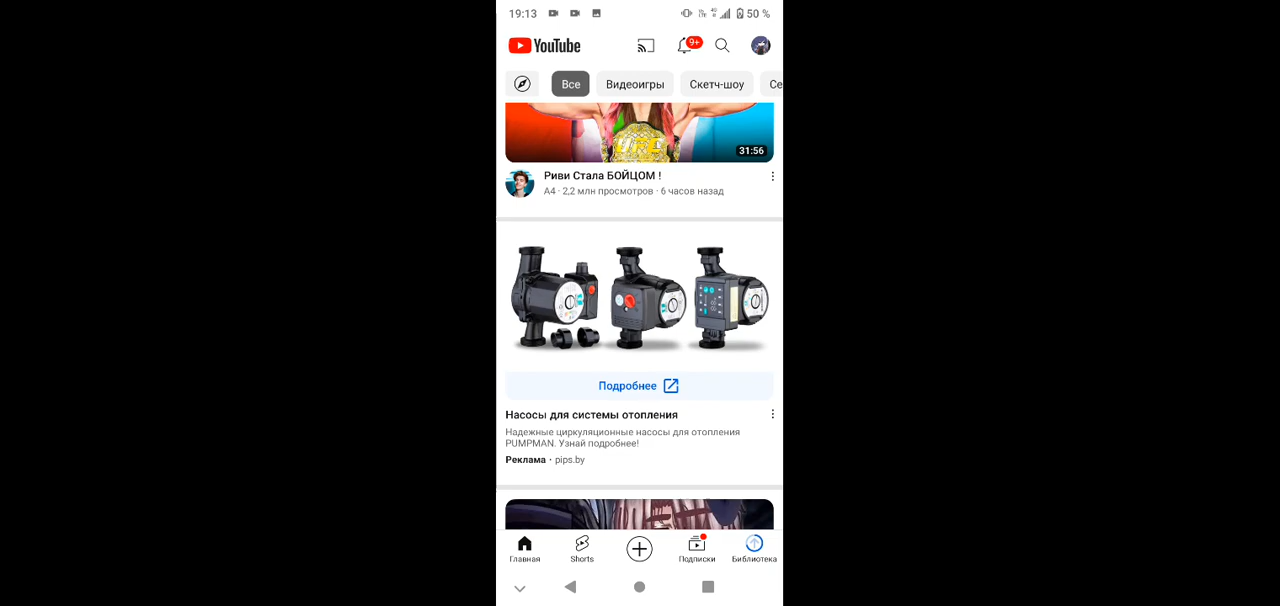 19:13
50 %
YouTube
9+
Все
Видеоигры
Скетч-шоу
Се
31:56
Риви Стала БОЙЦОМ !
A4 · 2,2 млн просмотров · 6 часов назад
Подробнее
Насосы для системы отопления
Надежные циркуляционные насосы для отопления
PUMPMAN. Узнай подробнее!
Реклама · pips.by
Главная
Shorts
Подписки
Библиотека